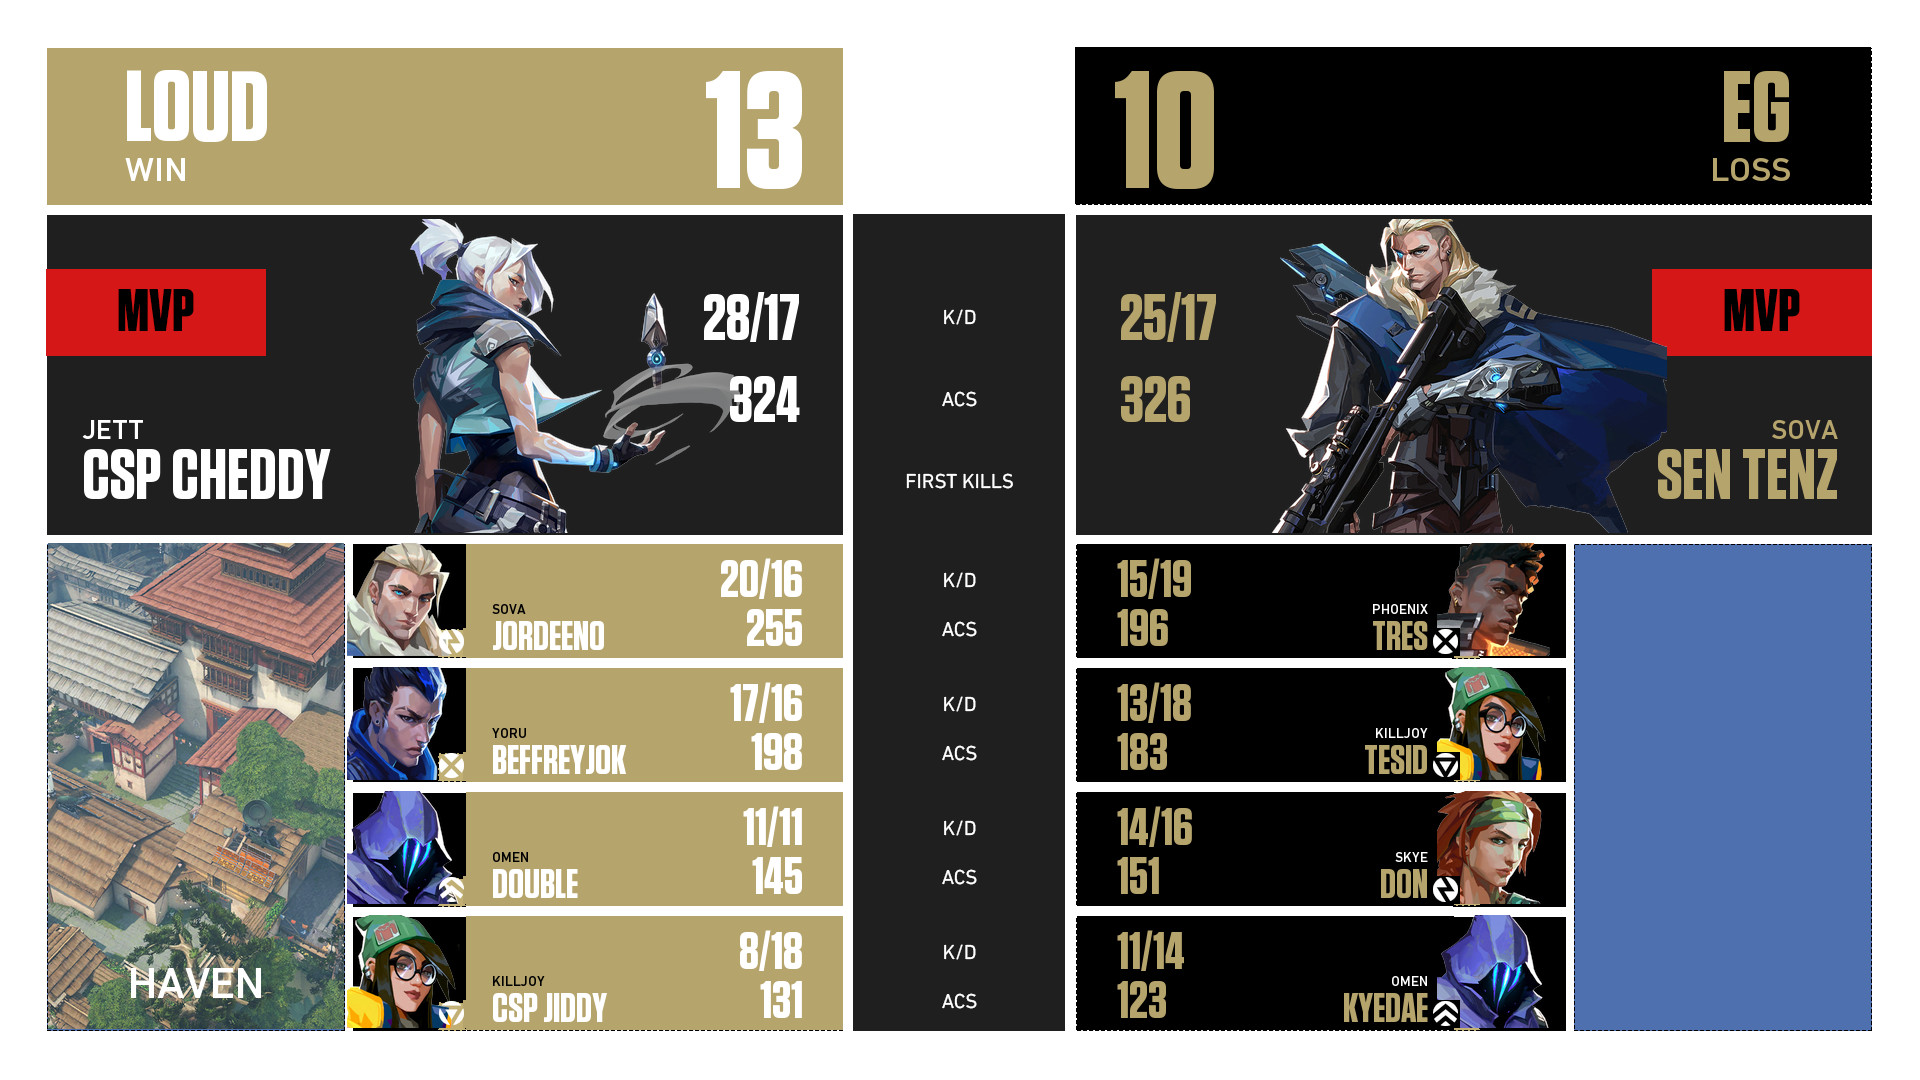 LOUD
WIN
13
10
EG
LOSS
MVP
JETT
CSP CHEDDY
28/17
324
K/D
ACS
FIRST KILLS
25/17
326
MVP
SOVA
SEN TENZ
HAVEN
SOVA
JORDEENO
20/16
255
K/D
ACS
15/19
196
PHOENIX
TRES
YORU
BEFFREYJOK
17/16
198
K/D
ACS
13/18
183
KILLJOY
TESID
OMEN
DOUBLE
11/11
145
K/D
ACS
14/16
151
SKYE
DON
KILLJOY
CSP JIDDY
8/18
131
K/D
ACS
11/14
123
OMEN
KYEDAE